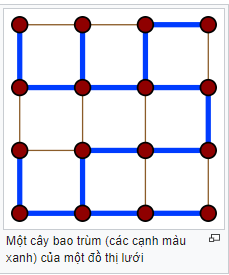 Một cây bao trùm (các cạnh màu
xanh) của một đồ thị lưới